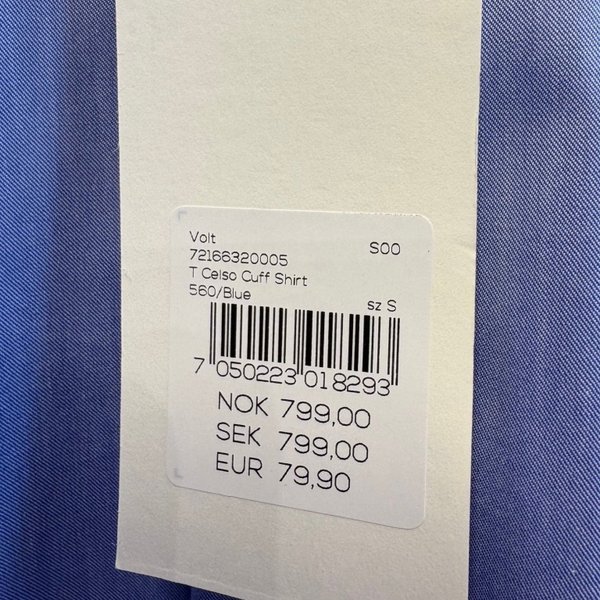 Volt S00
72166320005
T Celso Cuff Shirt
560/Blue sz S
7 050223 018293
NOK 799,00
SEK 799,00
EUR 79,90